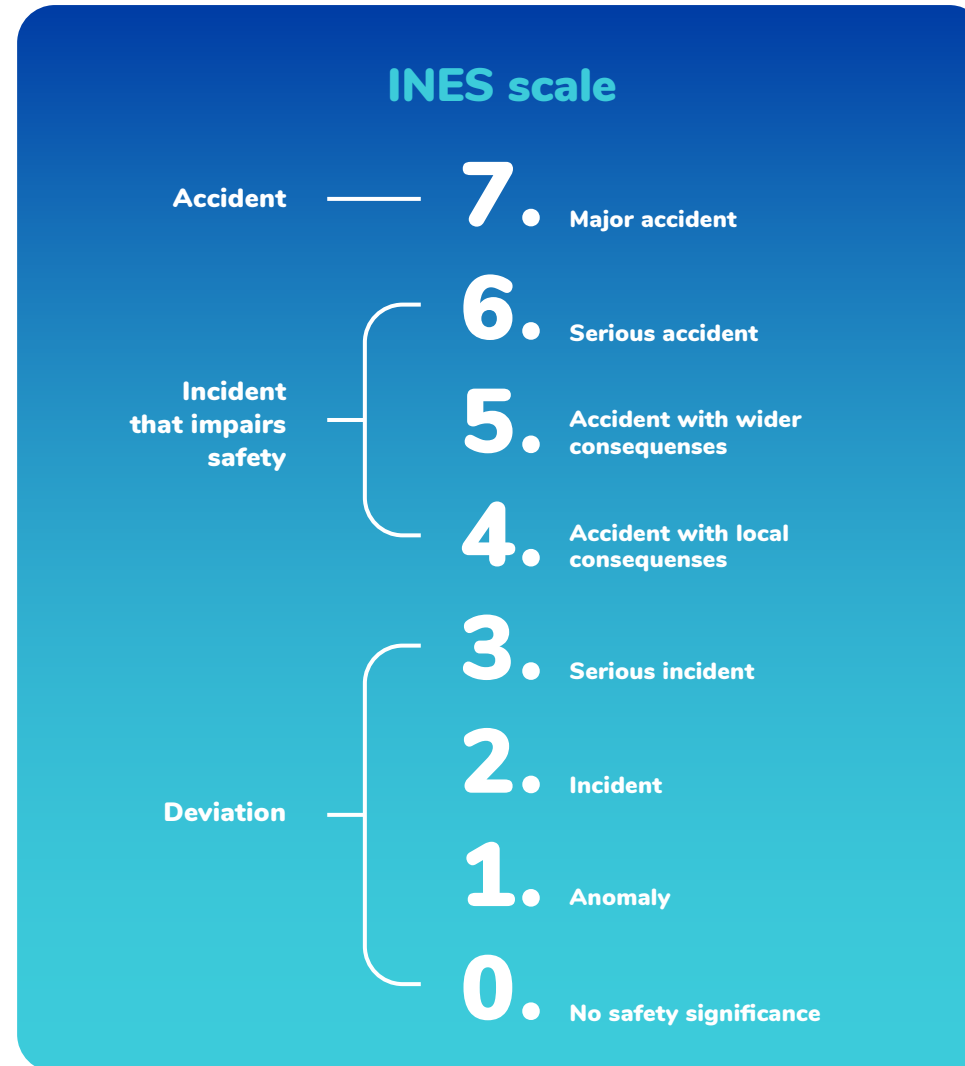 INES scale
Accident
7.
Major accident
6.
Serious accident
Incident
that impairs
safety
5.
Accident with wider
consequenses
4.
Accident with local
consequenses
3.
Serious incident
2.
Incident
Deviation
1.
Anomaly
0.
No safety significance